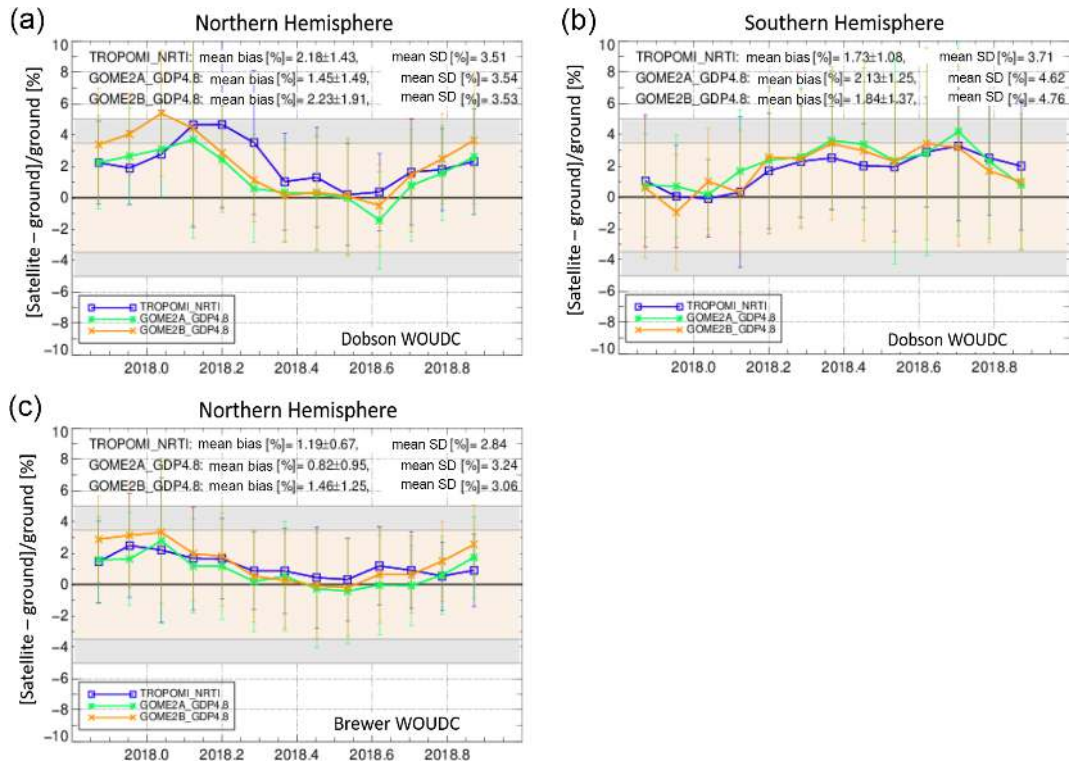 (a)
Northern Hemisphere
[Satellite – ground]/ground [%]
10
8
6
4
2
0
-2
-4
-6
-8
-10
TROPOMI_NRTI: mean bias [%]= 2.18±1.43, mean SD [%]= 3.51
GOME2A_GDP4.8: mean bias [%]= 1.45±1.49, mean SD [%]= 3.54
GOME2B_GDP4.8: mean bias [%]= 2.23±1.91, mean SD [%]= 3.53
TROPOMI_NRTI
GOME2A_GDP4.8
GOME2B_GDP4.8
Dobson WOUDC
2018.0 2018.2 2018.4 2018.6 2018.8
(b)
Southern Hemisphere
10
8
6
4
2
0
-2
-4
-6
-8
-10
TROPOMI_NRTI: mean bias [%]= 1.73±1.08, mean SD [%]= 3.71
GOME2A_GDP4.8: mean bias [%]= 2.13±1.25, mean SD [%]= 4.62
GOME2B_GDP4.8: mean bias [%]= 1.84±1.37, mean SD [%]= 4.76
TROPOMI_NRTI
GOME2A_GDP4.8
GOME2B_GDP4.8
Dobson WOUDC
2018.0 2018.2 2018.4 2018.6 2018.8
(c)
Northern Hemisphere
[Satellite – ground]/ground [%]
10
8
6
4
2
0
-2
-4
-6
-8
-10
TROPOMI_NRTI: mean bias [%]= 1.19±0.67, mean SD [%]= 2.84
GOME2A_GDP4.8: mean bias [%]= 0.82±0.95, mean SD [%]= 3.24
GOME2B_GDP4.8: mean bias [%]= 1.46±1.25, mean SD [%]= 3.06
TROPOMI_NRTI
GOME2A_GDP4.8
GOME2B_GDP4.8
Brewer WOUDC
2018.0 2018.2 2018.4 2018.6 2018.8